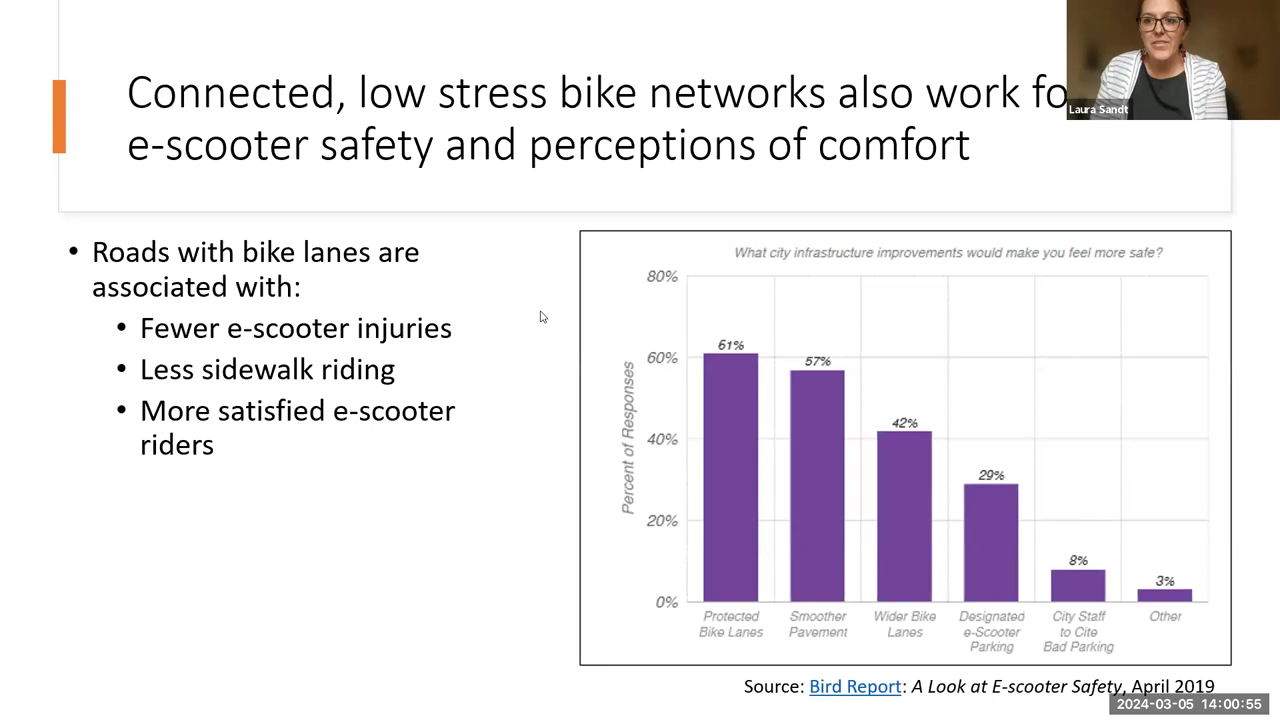 Connected, low stress bike networks also work fo
e-scooter safety and perceptions of comfort
Laura Sandt
• Roads with bike lanes are
associated with:
• Fewer e-scooter injuries
• Less sidewalk riding
• More satisfied e-scooter
riders
What city infrastructure improvements would make you feel more safe?
Percent of Responses
80%
60%
40%
20%
0%
61%
57%
42%
29%
8%
3%
Protected
Bike Lanes
Smoother
Pavement
Wider Bike
Lanes
Designated
e-Scooter
Parking
City Staff
to Cite
Bad Parking
Other
Source: Bird Report: A Look at E-scooter Safety, April 2019
2024-03-05 14:00:55